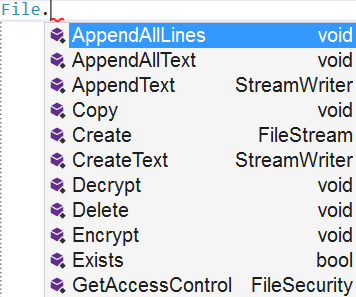 File.
AppendAllLines void
AppendAllText void
AppendText StreamWriter
Copy void
Create FileStream
CreateText StreamWriter
Decrypt void
Delete void
Encrypt void
Exists bool
GetAccessControl FileSecurity